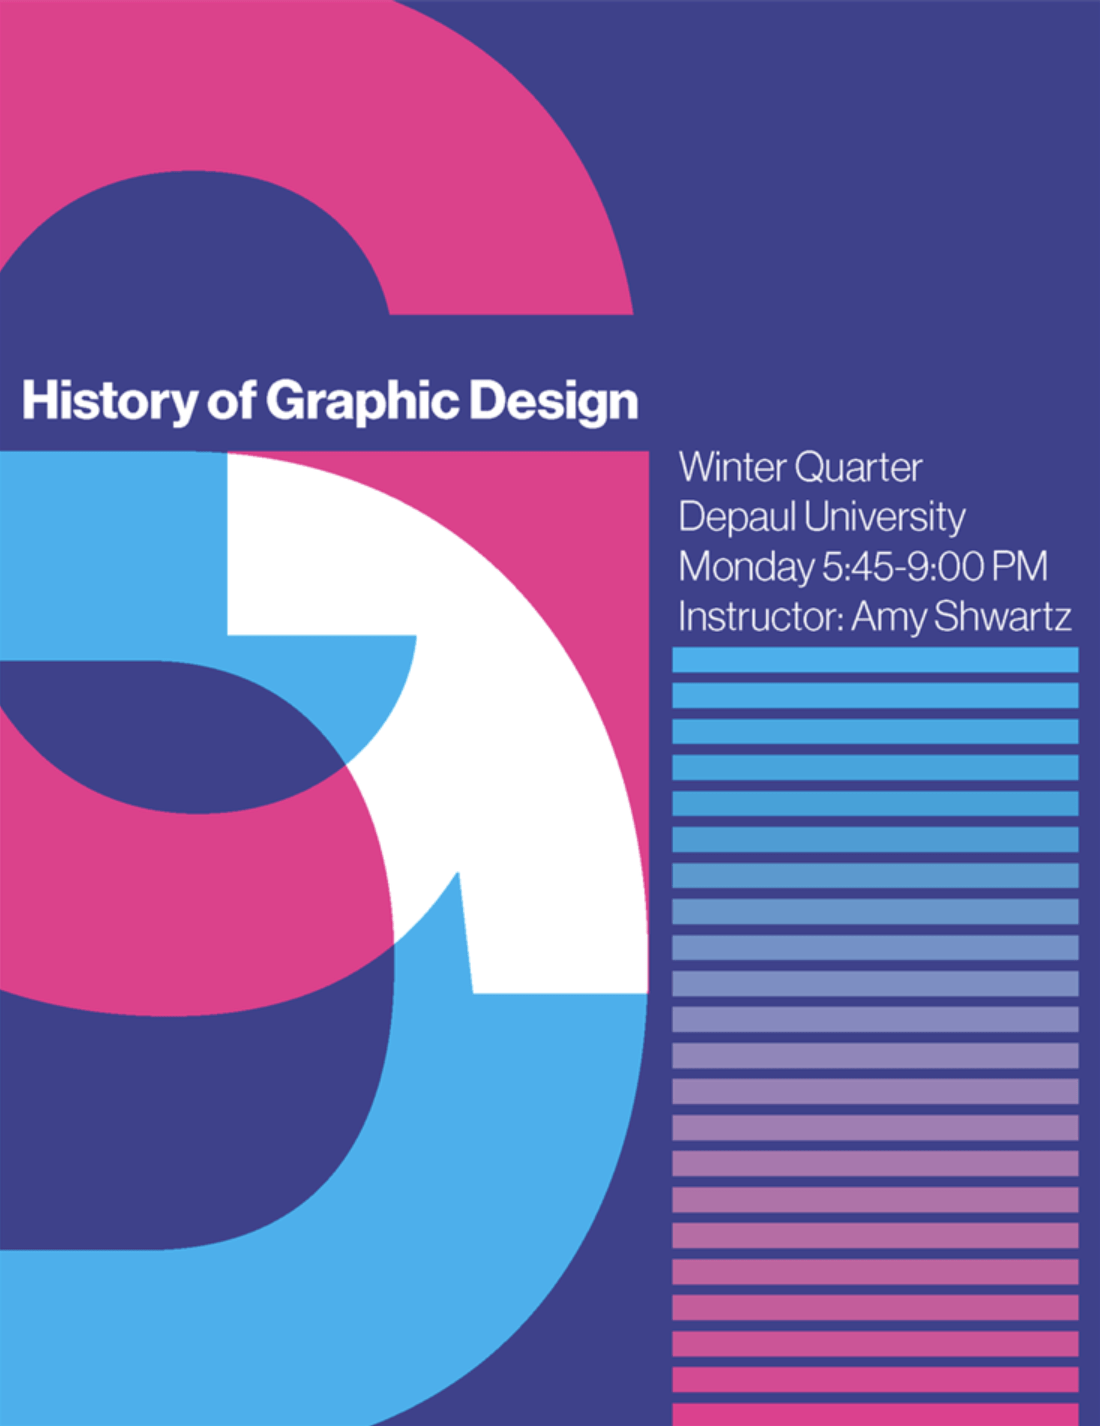 History of Graphic Design
Winter Quarter
Depaul University
Monday 5:45-9:00 PM
Instructor: Amy Shwartz